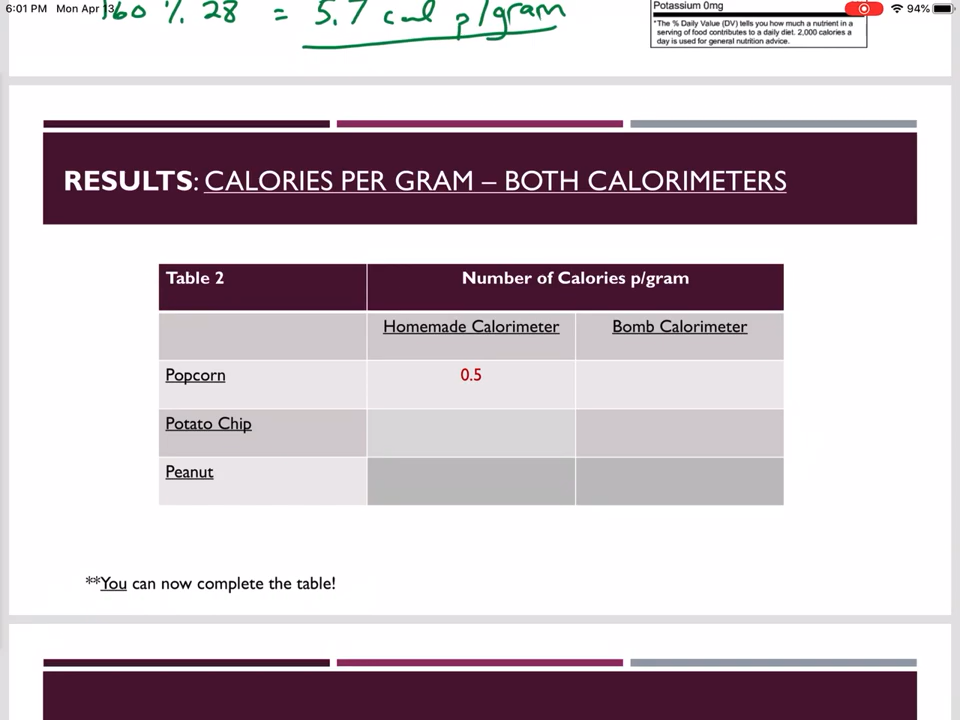 6:01 PM Mon Apr 13
94%
160 % 28 = 5.7 cal p/gram
Potassium 0mg
*The % Daily Value (DV) tells you how much a nutrient in a
serving of food contributes to a daily diet. 2,000 calories a
day is used for general nutrition advice.
RESULTS: CALORIES PER GRAM – BOTH CALORIMETERS
Table 2 Number of Calories p/gram
Homemade Calorimeter Bomb Calorimeter
Popcorn 0.5
Potato Chip
Peanut
**You can now complete the table!